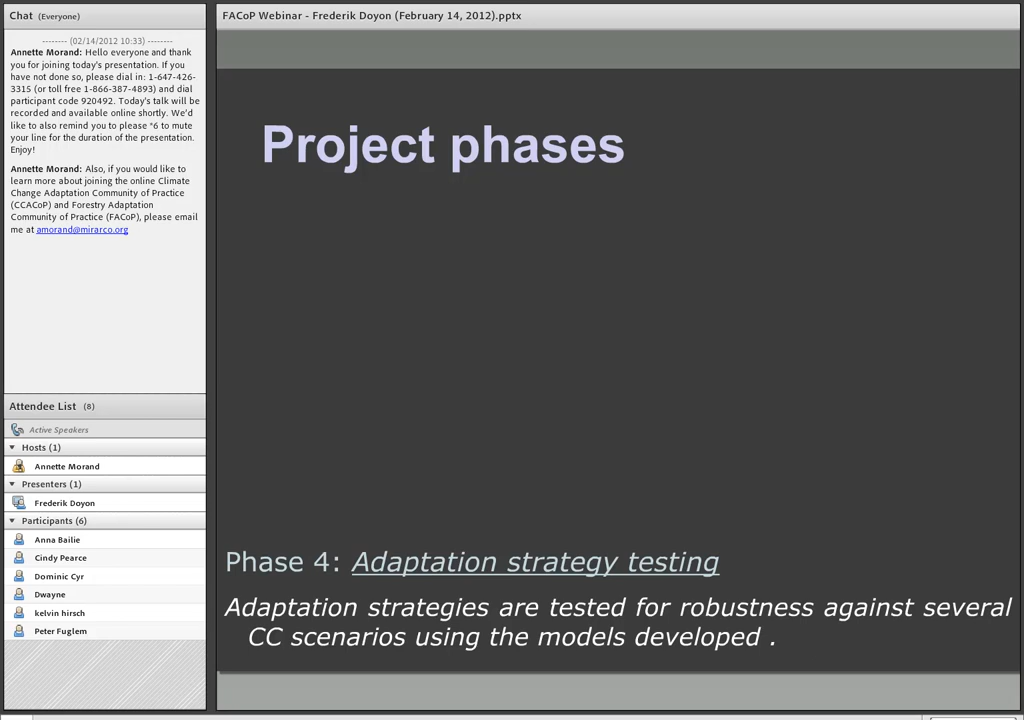 Chat (Everyone)
-------- (02/14/2012 10:33) --------
Annette Morand: Hello everyone and thank
you for joining today's presentation. If you
have not done so, please dial in: 1-647-426-
3315 (or toll free 1-866-387-4893) and dial
participant code 920492. Today's talk will be
recorded and available online shortly. We'd
like to also remind you to please *6 to mute
your line for the duration of the presentation.
Enjoy!
Annette Morand: Also, if you would like to
learn more about joining the online Climate
Change Adaptation Community of Practice
(CCACoP) and Forestry Adaptation
Community of Practice (FACoP), please email
me at amorand@mirarco.org
Attendee List (8)
Active Speakers
Hosts (1)
Annette Morand
Presenters (1)
Frederik Doyon
Participants (6)
Anna Bailie
Cindy Pearce
Dominic Cyr
Dwayne
kelvin hirsch
Peter Fuglem
FACoP Webinar - Frederik Doyon (February 14, 2012).pptx
Project phases
Phase 4: Adaptation strategy testing
Adaptation strategies are tested for robustness against several
CC scenarios using the models developed .